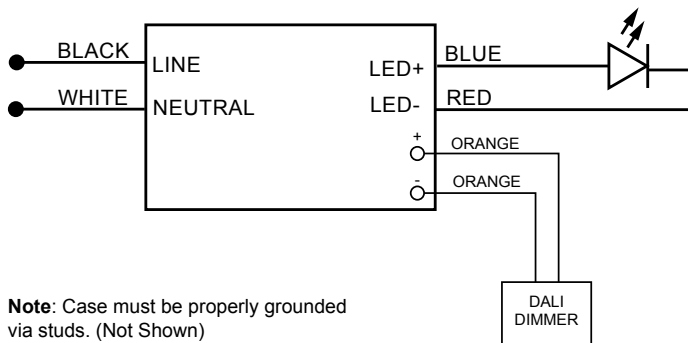 BLACK
LINE
WHITE
NEUTRAL
LED+
BLUE
LED-
RED
+
ORANGE
-
ORANGE
DALI
DIMMER
Note: Case must be properly grounded
via studs. (Not Shown)